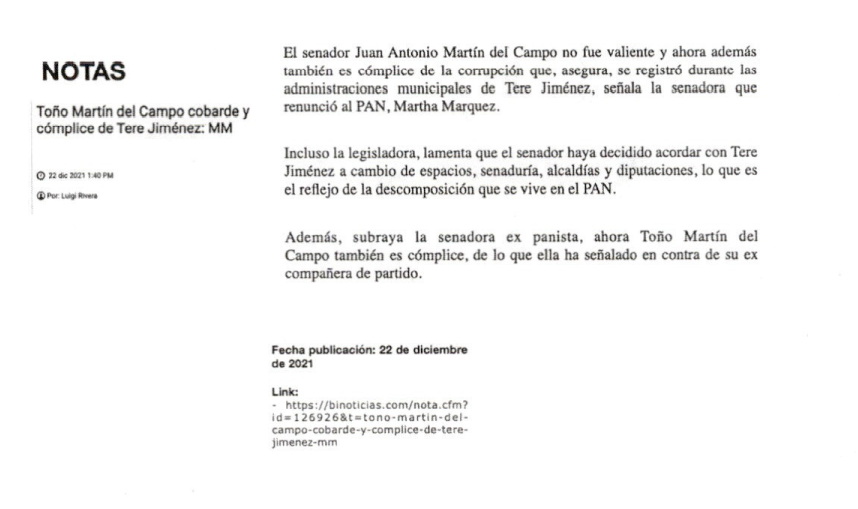 NOTAS
Toño Martín del Campo cobarde y
cómplice de Tere Jiménez: MM
22 dic 2021 1:40 PM
Por: Luigi Rivera
El senador Juan Antonio Martín del Campo no fue valiente y ahora además
también es cómplice de la corrupción que, asegura, se registró durante las
administraciones municipales de Tere Jiménez, señala la senadora que
renunció al PAN, Martha Marquez.
Incluso la legisladora, lamenta que el senador haya decidido acordar con Tere
Jiménez a cambio de espacios, senaduría, alcaldías y diputaciones, lo que es
el reflejo de la descomposición que se vive en el PAN.
Además, subraya la senadora ex panista, ahora Toño Martín del
Campo también es cómplice, de lo que ella ha señalado en contra de su ex
compañera de partido.
Fecha publicación: 22 de diciembre
de 2021
Link:
- https://binoticias.com/nota.cfm?
id=126926&t=tono-martin-del-
campo-cobarde-y-complice-de-tere-
jimenez-mm